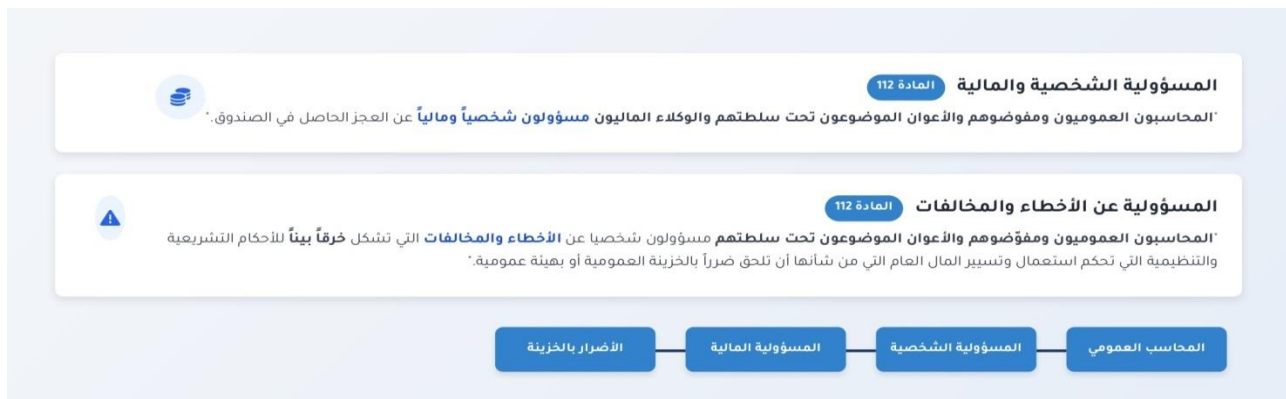 المسؤولية الشخصية والمالية المادة 112
"المحاسبون العموميون ومفوضوهم والأعوان الموضوعون تحت سلطتهم والوكلاء الماليون مسؤولون شخصياً ومالياً عن العجز الحاصل في الصندوق."
المسؤولية عن الأخطاء والمخالفات المادة 112
"المحاسبون العموميون ومفوّضوهم والأعوان الموضوعون تحت سلطتهم مسؤولون شخصيا عن الأخطاء والمخالفات التي تشكل خرقاً بيناً للأحكام التشريعية
والتنظيمية التي تحكم استعمال وتسيير المال العام التي من شأنها أن تلحق ضرراً بالخزينة العمومية أو بهيئة عمومية."
المحاسب العمومي المسؤولية الشخصية المسؤولية المالية الأضرار بالخزينة